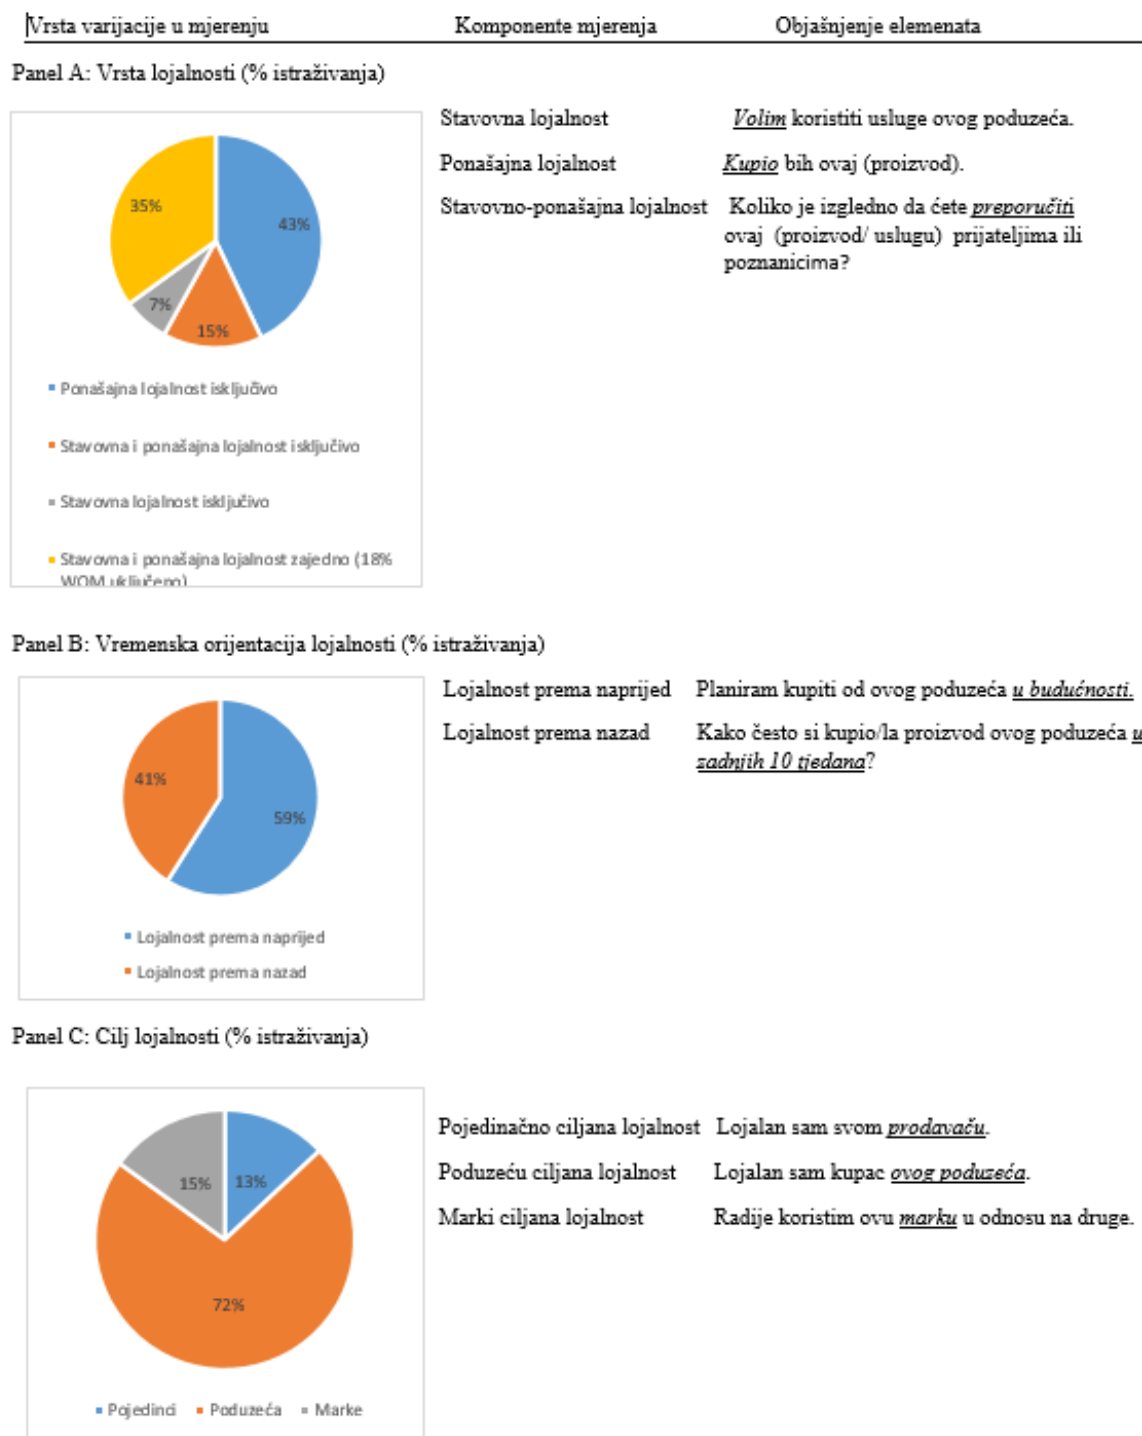 Vrsta varijacije u mjerenju Komponente mjerenja Objašnjenje elemenata
Panel A: Vrsta lojalnosti (% istraživanja)
Stavovna lojalnost Volim koristiti usluge ovog poduzeća.
Ponašajna lojalnost Kupio bih ovaj (proizvod).
Stavovno-ponašajna lojalnost Koliko je izgledno da ćete preporučiti
ovaj (proizvod/ uslugu) prijateljima ili
poznanicima?
35%
43%
7%
15%
Ponašajna lojalnost isključivo
Stavovna i ponašajna lojalnost isključivo
Stavovna lojalnost isključivo
Stavovna i ponašajna lojalnost zajedno (18%
WOM uključeno)
Panel B: Vremenska orijentacija lojalnosti (% istraživanja)
Lojalnost prema naprijed Planiram kupiti od ovog poduzeća u budućnosti.
Lojalnost prema nazad Kako često si kupio/la proizvod ovog poduzeća u
zadnjih 10 tjedana?
41%
59%
Lojalnost prema naprijed
Lojalnost prema nazad
Panel C: Cilj lojalnosti (% istraživanja)
Pojedinačno ciljana lojalnost Lojalan sam svom prodavaču.
Poduzeću ciljana lojalnost Lojalan sam kupac ovog poduzeća.
Marki ciljana lojalnost Radije koristim ovu marku u odnosu na druge.
15% 13%
72%
Pojedinci Poduzeća Marke